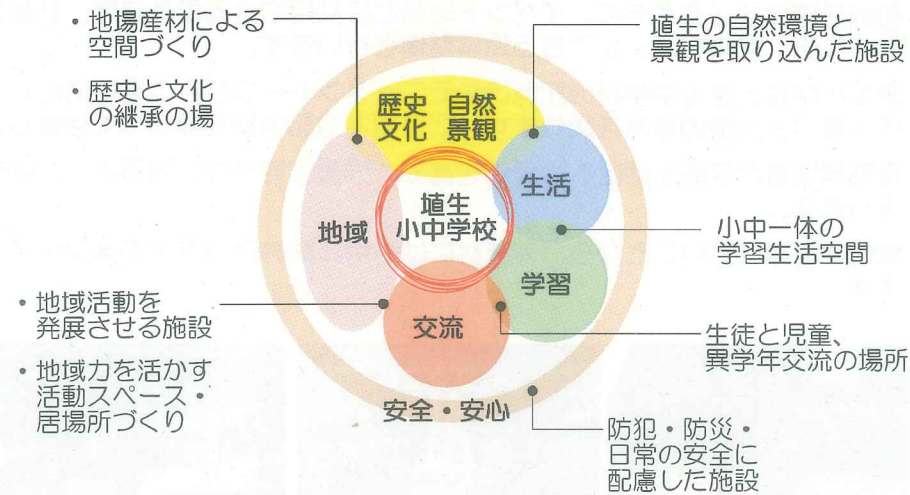 ・地場産材による
空間づくり
・歴史と文化
の継承の場
埴生の自然環境と
景観を取り込んだ施設
歴史 自然
文化 景観
生活
埴生
小中学校
地域
小中一体の
学習生活空間
学習
・地域活動を
発展させる施設
交流
生徒と児童、
異学年交流の場所
・地域力を活かす
活動スペース・
居場所づくり
安全・安心
防犯・防災・
日常の安全に
配慮した施設